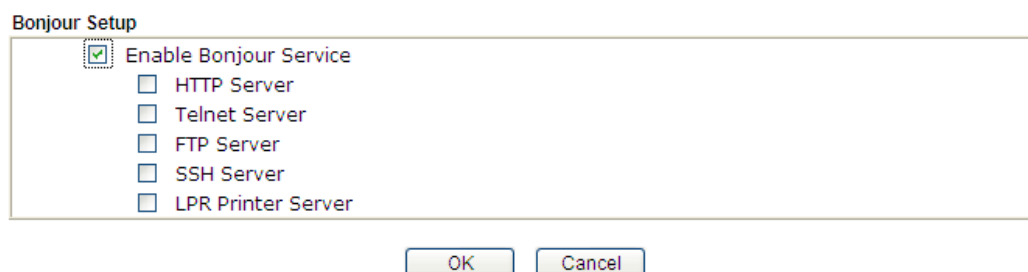 Bonjour Setup
Enable Bonjour Service
HTTP Server
Telnet Server
FTP Server
SSH Server
LPR Printer Server
OK Cancel